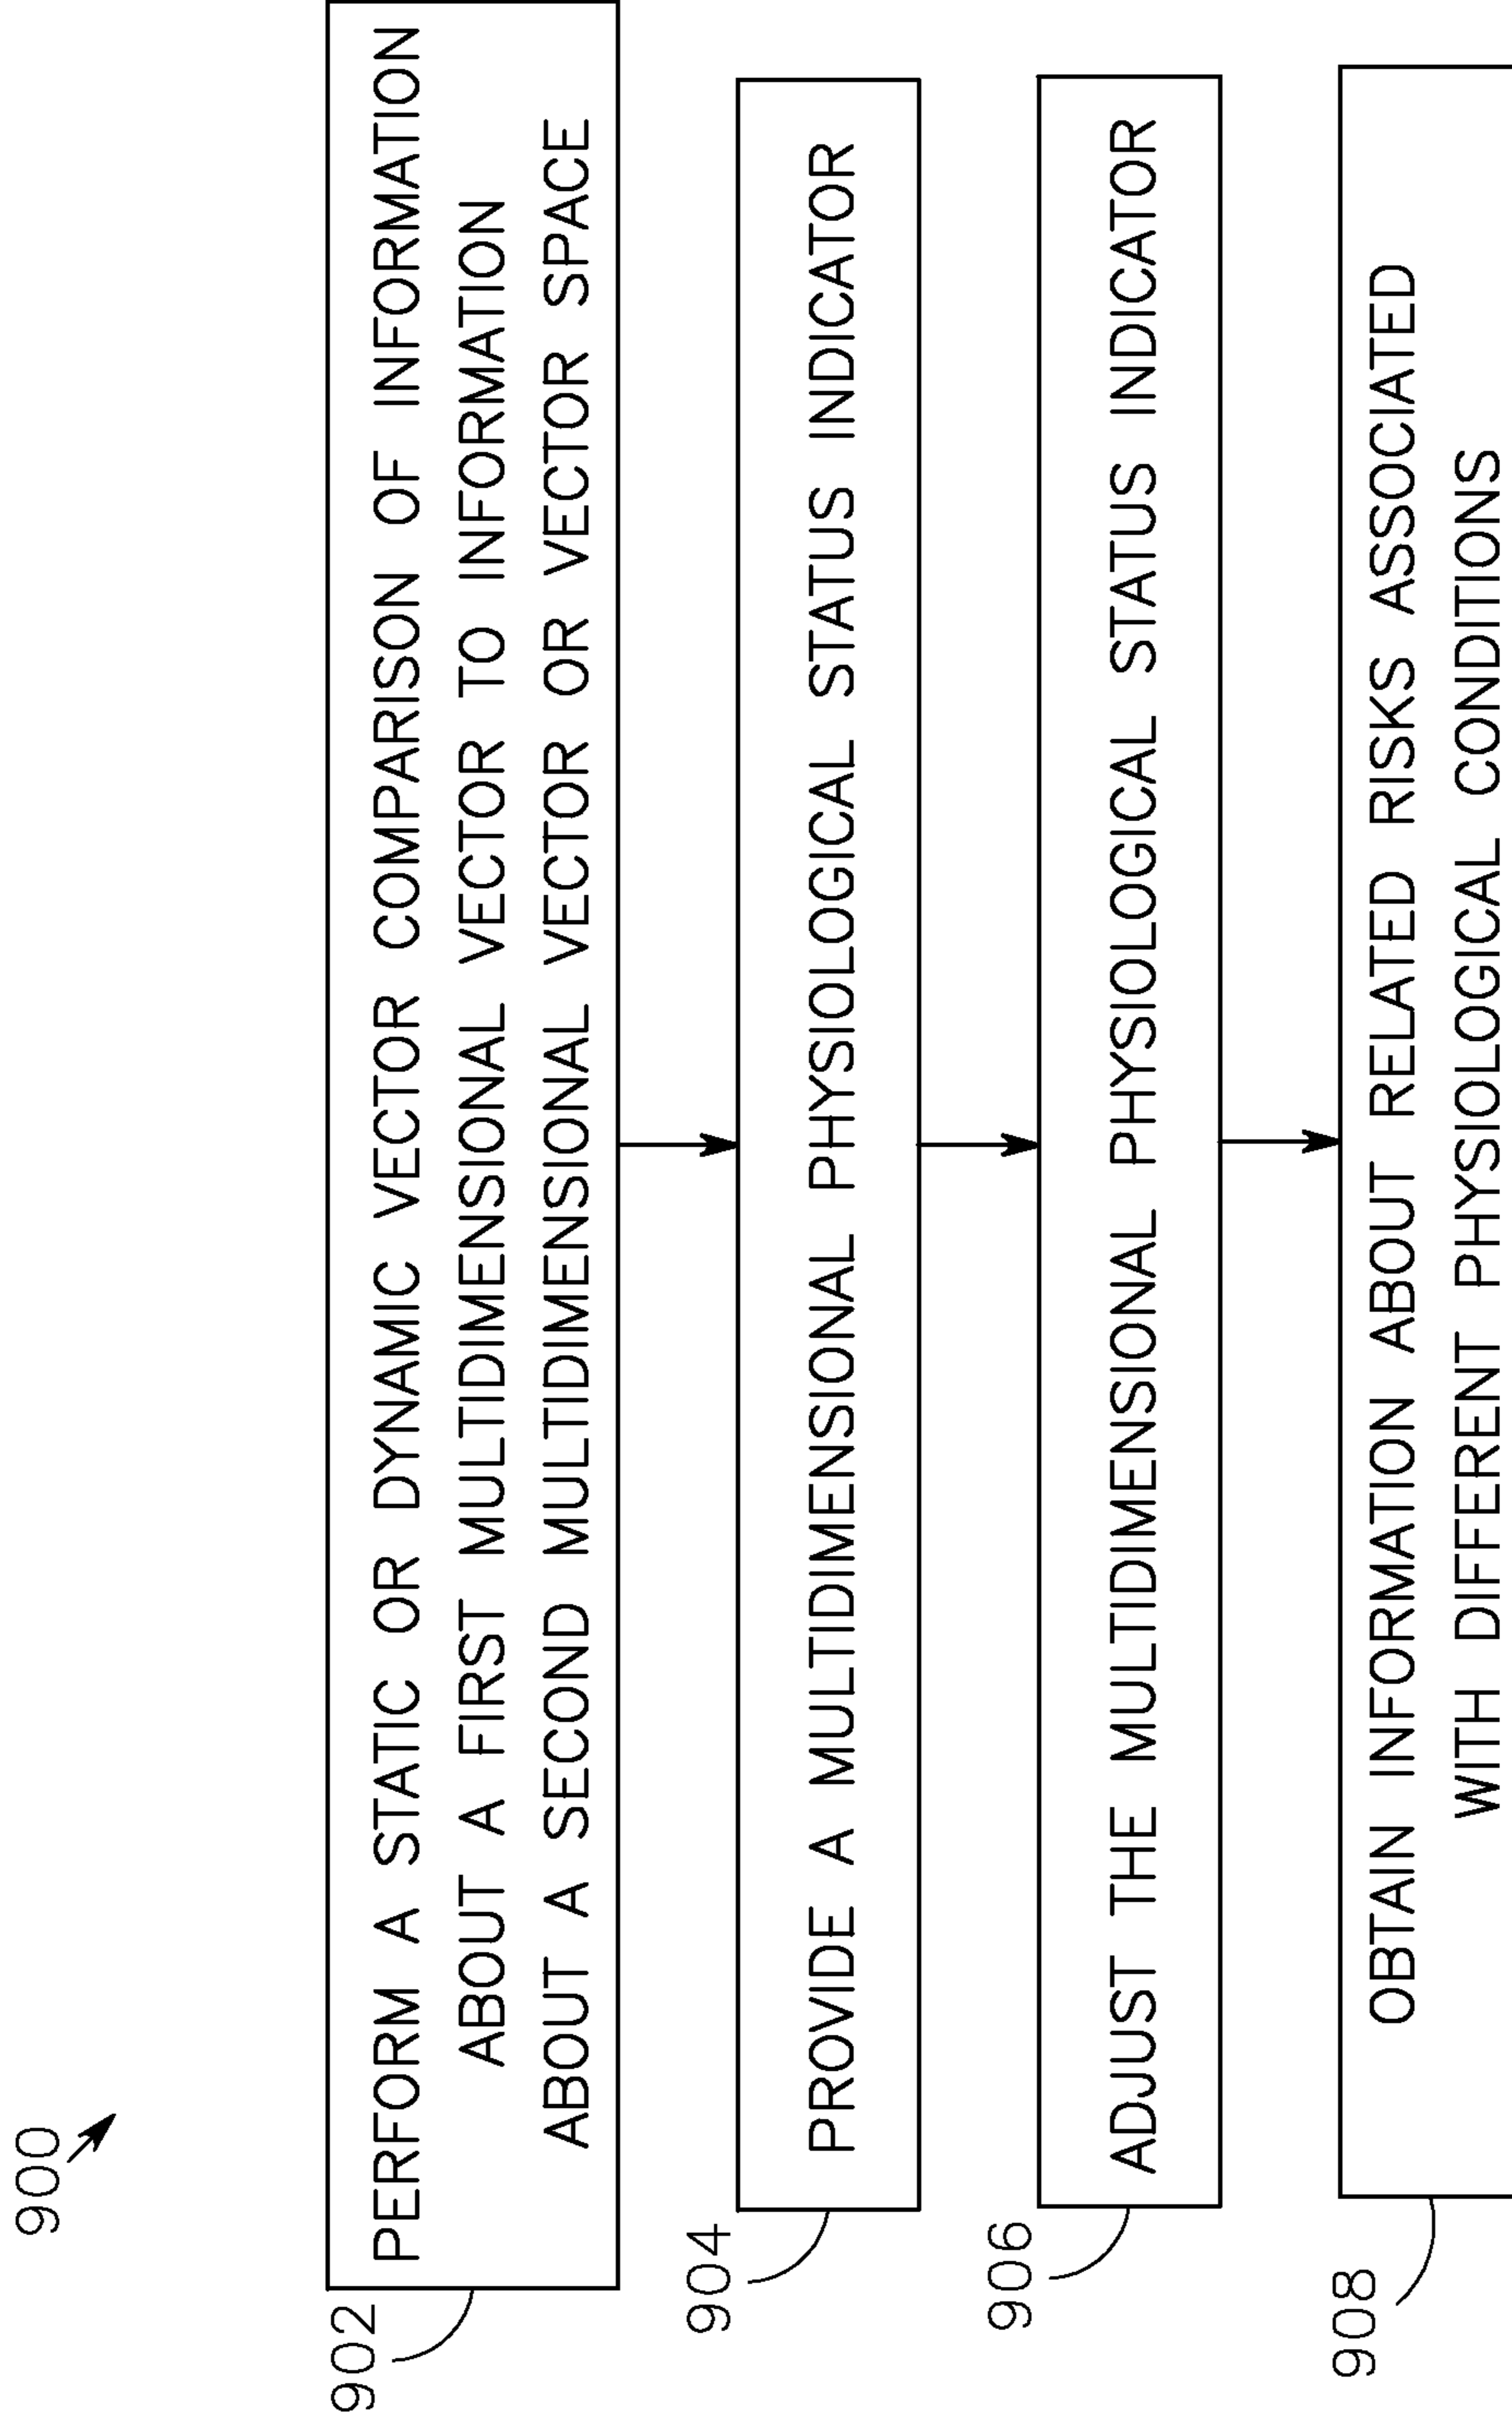 900
902
PERFORM A STATIC OR DYNAMIC VECTOR COMPARISON OF INFORMATION
ABOUT A FIRST MULTIDIMENSIONAL VECTOR TO INFORMATION
ABOUT A SECOND MULTIDIMENSIONAL VECTOR OR VECTOR SPACE
904
PROVIDE A MULTIDIMENSIONAL PHYSIOLOGICAL STATUS INDICATOR
906
ADJUST THE MULTIDIMENSIONAL PHYSIOLOGICAL STATUS INDICATOR
908
OBTAIN INFORMATION ABOUT RELATED RISKS ASSOCIATED
WITH DIFFERENT PHYSIOLOGICAL CONDITIONS